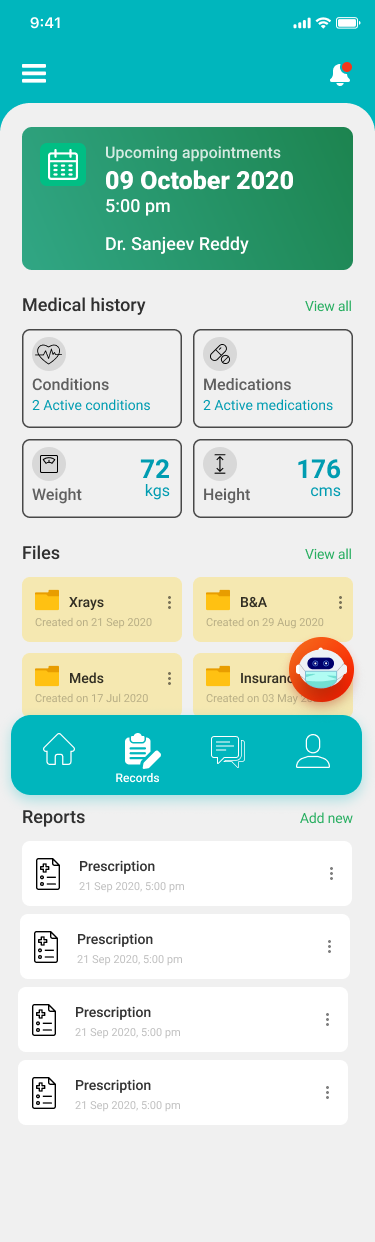 9:41
Upcoming appointments
09 October 2020
5:00 pm
Dr. Sanjeev Reddy
Medical history
View all
Conditions
2 Active conditions
Medications
2 Active medications
Weight
72
kgs
Height
176
cms
Files
View all
Xrays
Created on 21 Sep 2020
B&A
Created on 29 Aug 2020
Meds
Created on 17 Jul 2020
Created on 03 May
Records
Reports
Add new
Prescription
21 Sep 2020, 5:00 pm
Prescription
21 Sep 2020, 5:00 pm
Prescription
21 Sep 2020, 5:00 pm
Prescription
21 Sep 2020, 5:00 pm